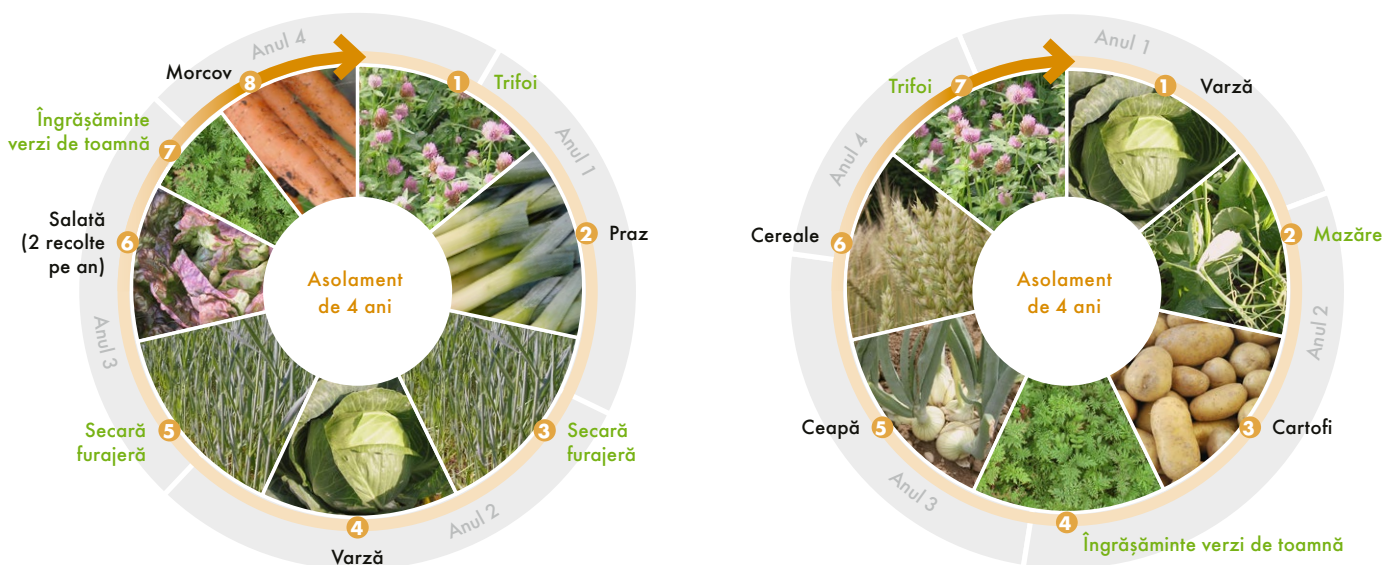 Anul 4
Morcov
8
1
Trifoi
Îngrășăminte
verzi de toamnă
7
Anul 1
Salată
(2 recolte
pe an)
6
2
Praz
Asolament
de 4 ani
Anul 3
Secară
furajeră
5
3
Secară
furajeră
Anul 2
4
Varză
Anul 1
Trifoi
7
1
Varză
Anul 4
Cereale
6
2
Mazăre
Asolament
de 4 ani
Anul 2
Ceapă
5
3
Cartofi
Anul 3
4
Îngrășăminte verzi de toamnă